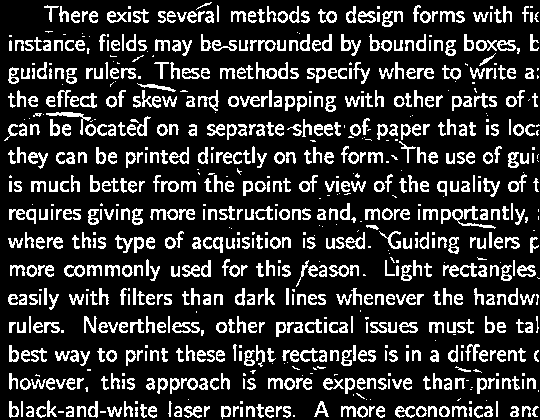 There exist several methods to design forms with fi
instance, fields may be surrounded by bounding boxes, b
guiding rulers. These methods specify where to write a
the effect of skew and overlapping with other parts of t
can be located on a separate sheet of paper that is loc
they can be printed directly on the form. The use of gui
is much better from the point of view of the quality of t
requires giving more instructions and, more importantly,
where this type of acquisition is used. Guiding rulers p
more commonly used for this reason. Light rectangles
easily with filters than dark lines whenever the handw
rulers. Nevertheless, other practical issues must be ta
best way to print these light rectangles is in a different c
however, this approach is more expensive than printin
black-and-white laser printers. A more economical and